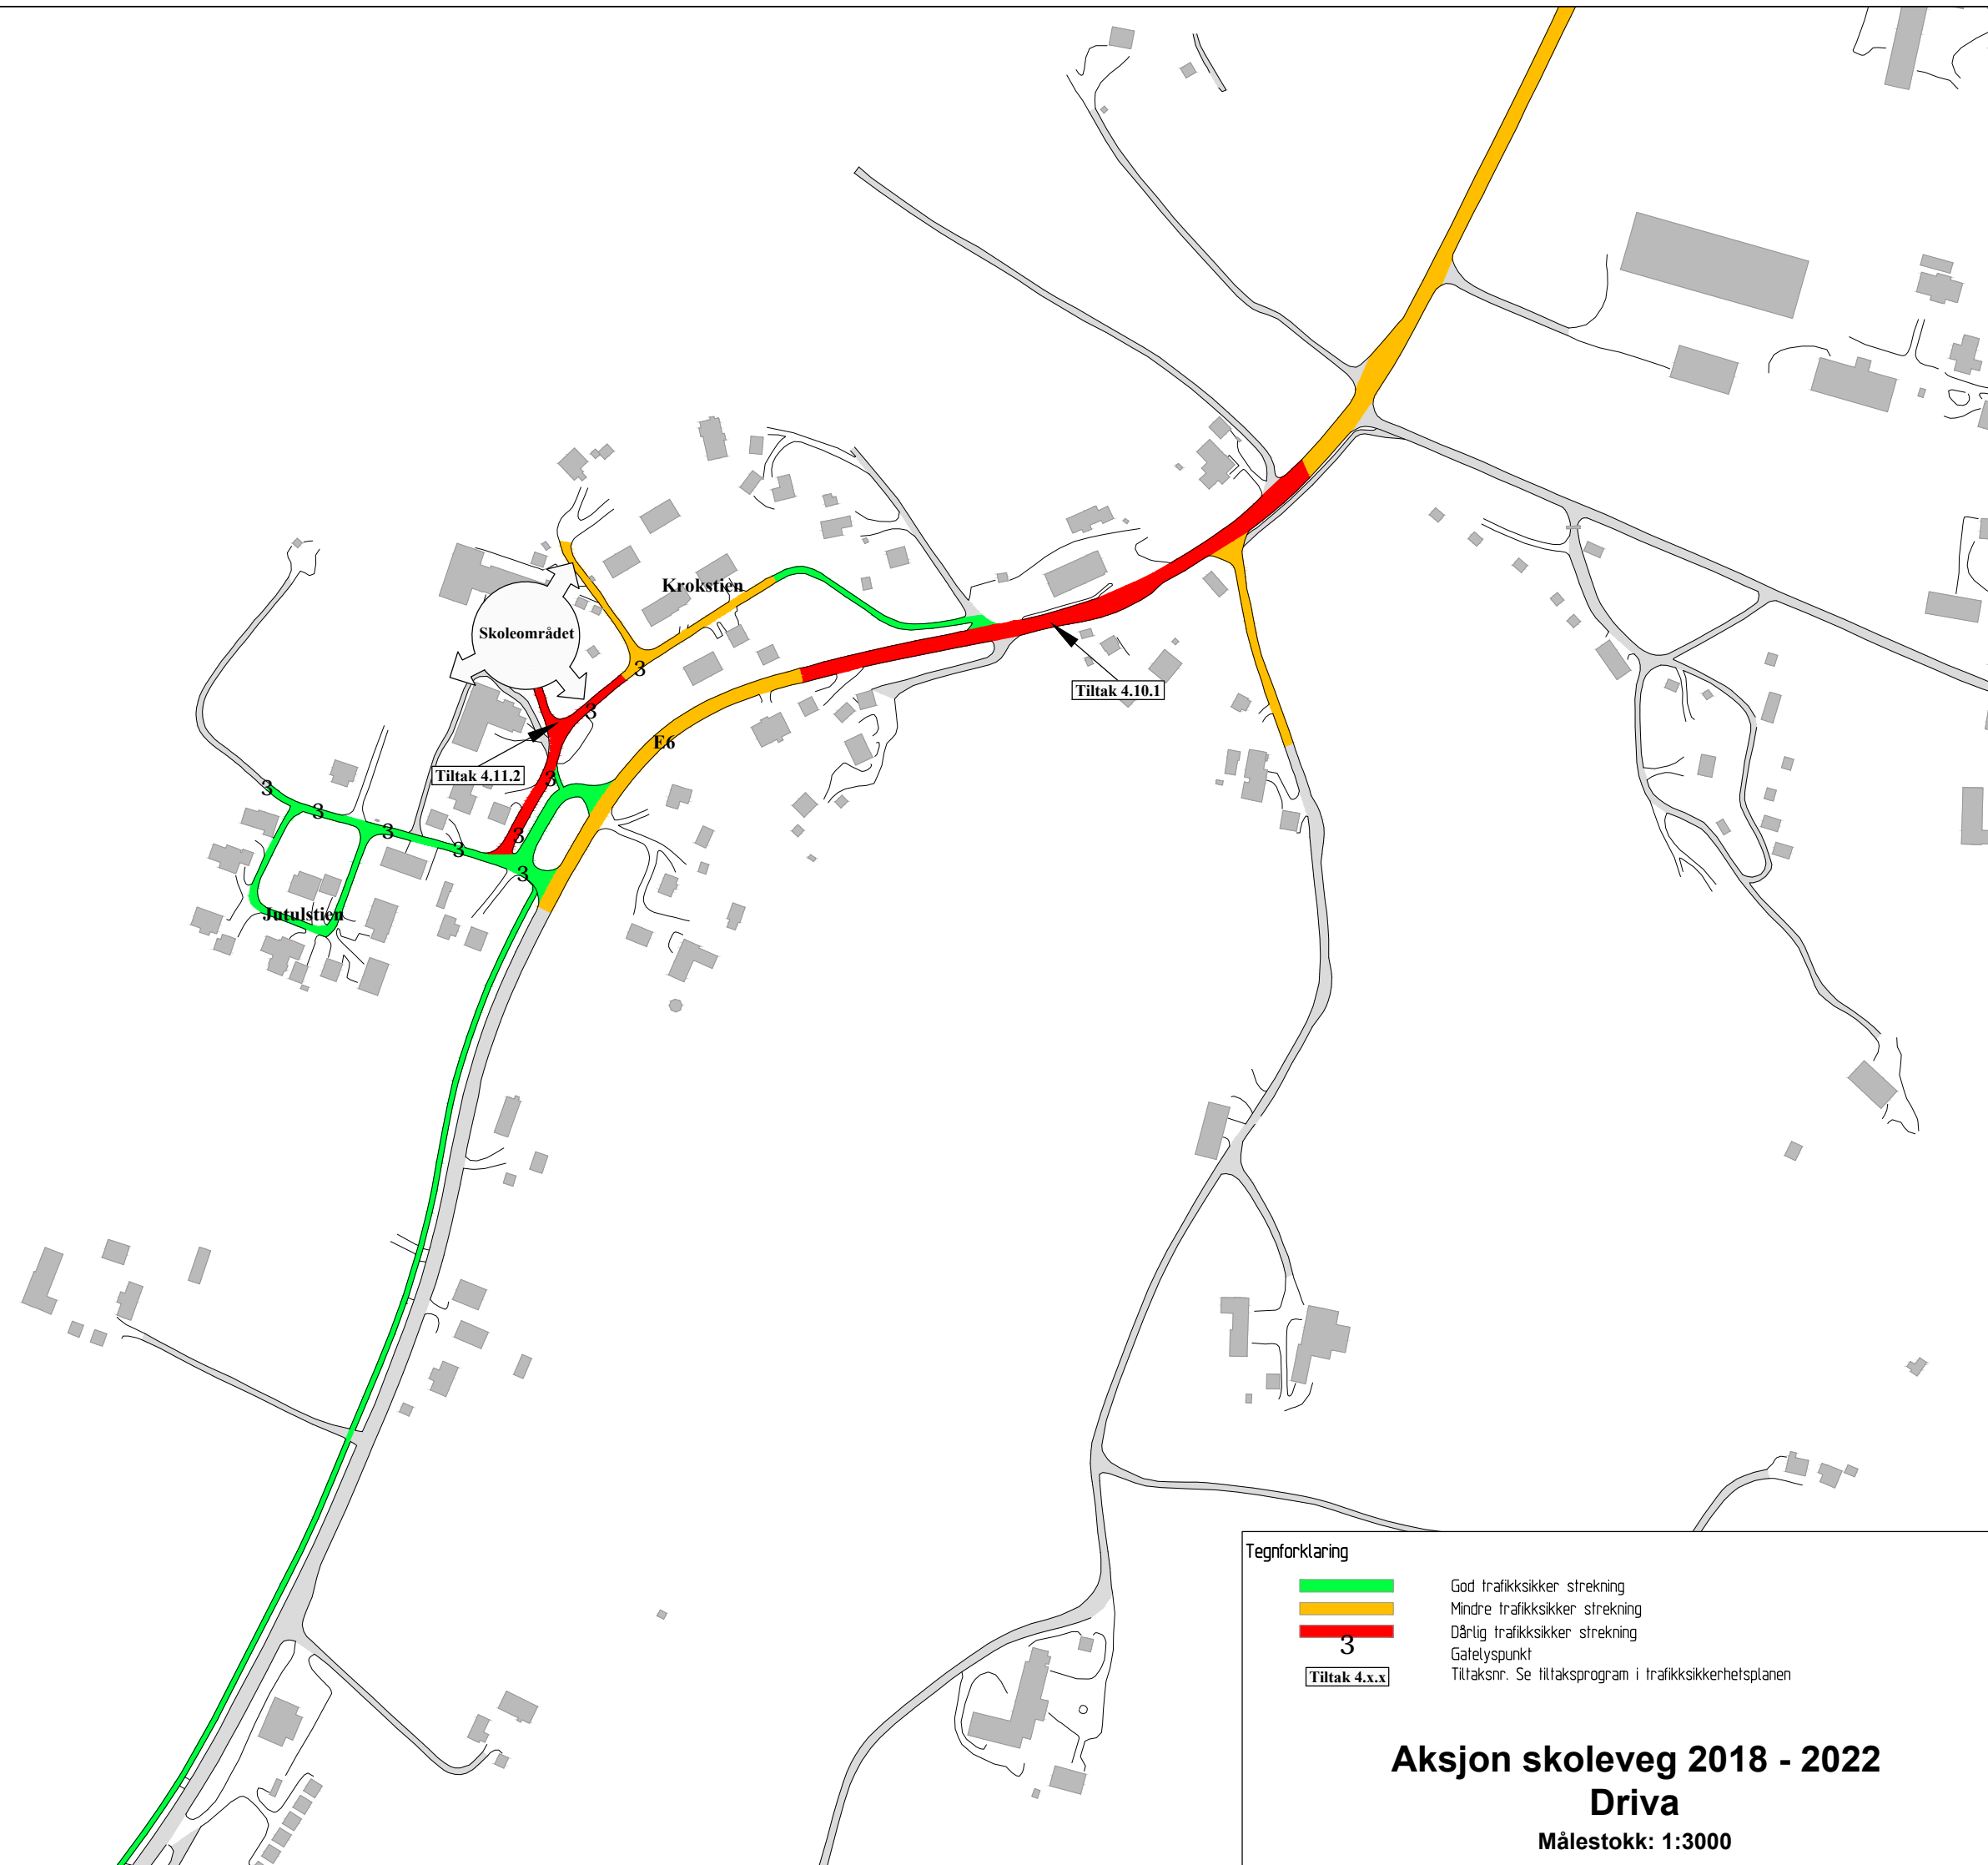 Krokstien
Skoleområdet
3
Tiltak 4.10.1
3
E6
Tiltak 4.11.2
3
3
3
3
3
3
3
Jutulstien
Tegnforklaring
God trafikksikker strekning
Mindre trafikksikker strekning
Dårlig trafikksikker strekning
3 Gatelyspunkt
Tiltak 4.x.x Tiltaksnr. Se tiltaksprogram i trafikksikkerhetsplanen
Aksjon skoleveg 2018 - 2022
Driva
Målestokk: 1:3000